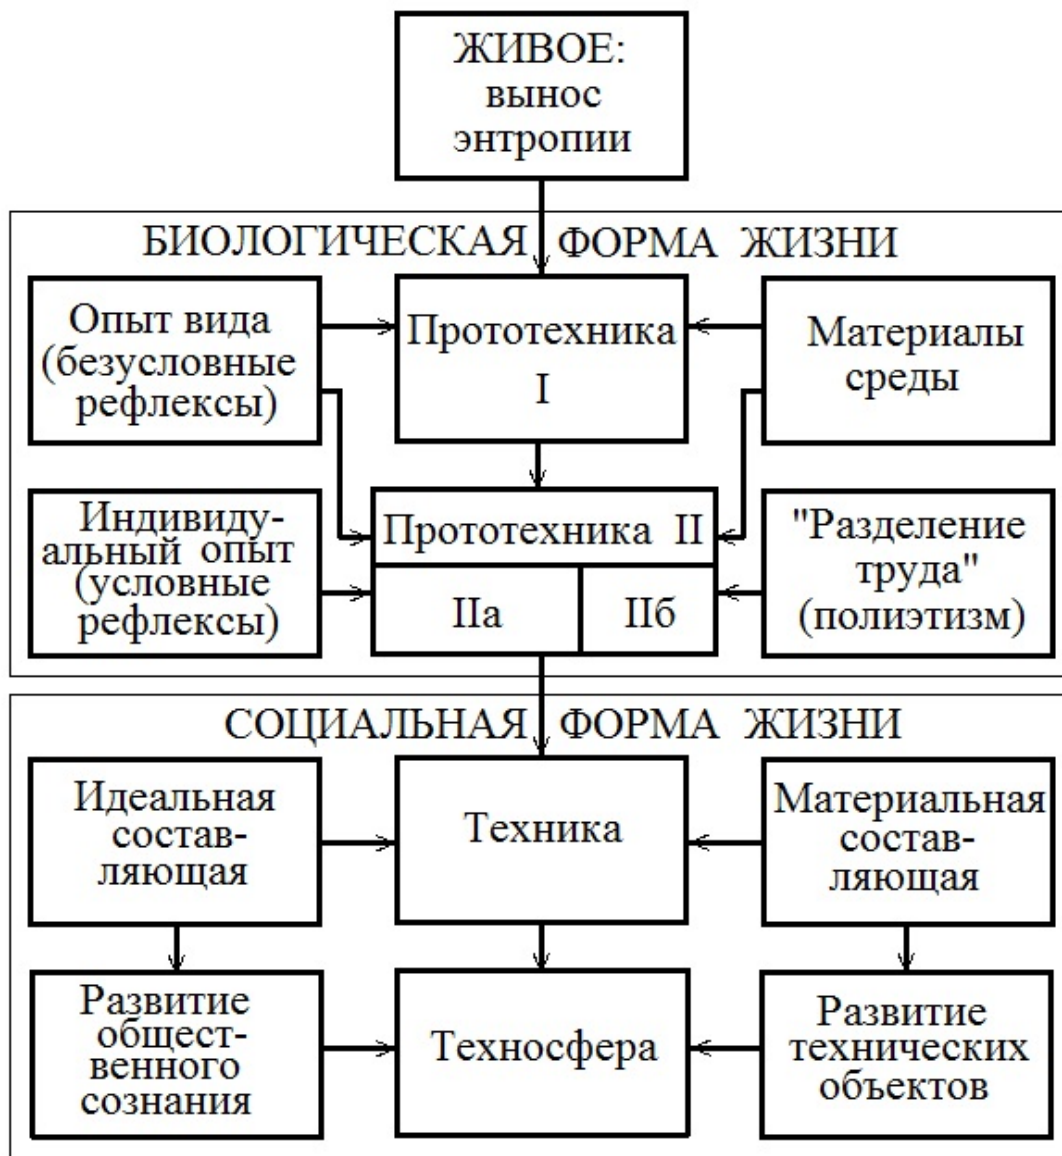 ЖИВОЕ:
вынос
энтропии
БИОЛОГИЧЕСКАЯ ФОРМА ЖИЗНИ
Опыт вида
(безусловные
рефлексы)
Прототехника
I
Материалы
среды
Индивиду-
альный опыт
(условные
рефлексы)
Прототехника II
IIа
IIб
"Разделение
труда"
(полиэтизм)
СОЦИАЛЬНАЯ ФОРМА ЖИЗНИ
Идеальная
состав-
ляющая
Техника
Материальная
состав-
ляющая
Развитие
общест-
венного
сознания
Техносфера
Развитие
технических
объектов